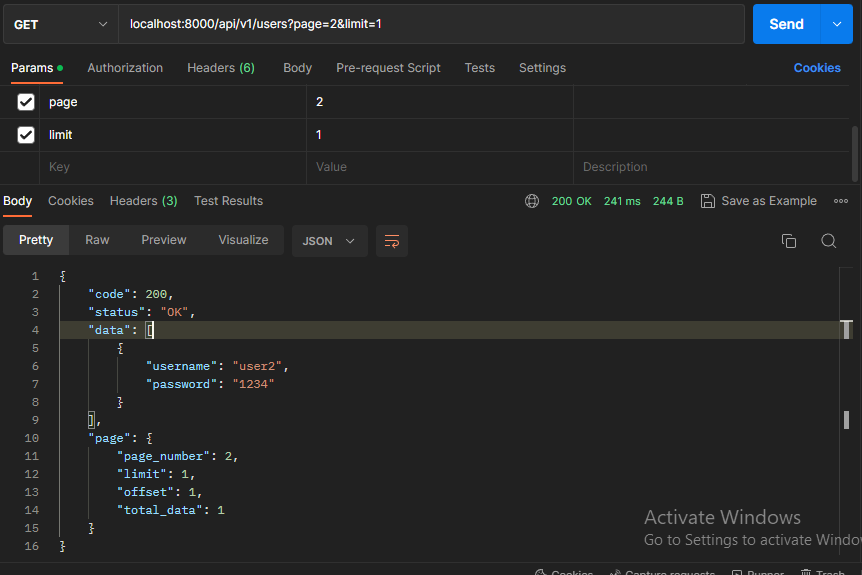 GET localhost:8000/api/v1/users?page=2&limit=1 Send
Params Authorization Headers (6) Body Pre-request Script Tests Settings Cookies
page 2
limit 1
Key Value Description
Body Cookies Headers (3) Test Results 200 OK 241 ms 244 B Save as Example
Pretty Raw Preview Visualize JSON
1 {
2 "code": 200,
3 "status": "OK",
4 "data": [
5 {
6 "username": "user2",
7 "password": "1234"
8 }
9 ],
10 "page": {
11 "page_number": 2,
12 "limit": 1,
13 "offset": 1,
14 "total_data": 1
15 }
16 }
Activate Windows
Go to Settings to activate Windo
Cookies Capture requests Runner Trash